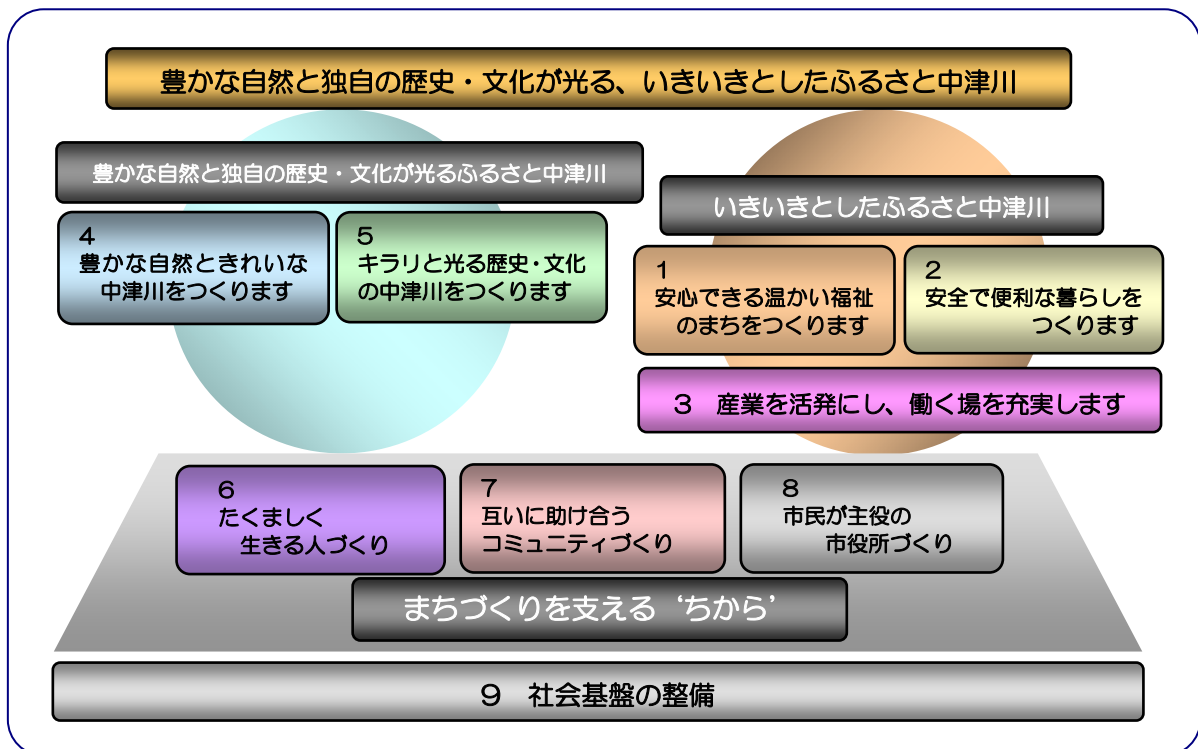 豊かな自然と独自の歴史・文化が光る、いきいきとしたふるさと中津川
豊かな自然と独自の歴史・文化が光るふるさと中津川
4
豊かな自然ときれいな
中津川をつくります
5
キラリと光る歴史・文化
の中津川をつくります
いきいきとしたふるさと中津川
1
安心できる温かい福祉
のまちをつくります
2
安全で便利な暮らしを
つくります
3 産業を活発にし、働く場を充実します
6
たくましく
生きる人づくり
7
互いに助け合う
コミュニティづくり
8
市民が主役の
市役所づくり
まちづくりを支える‘ちから’
9 社会基盤の整備